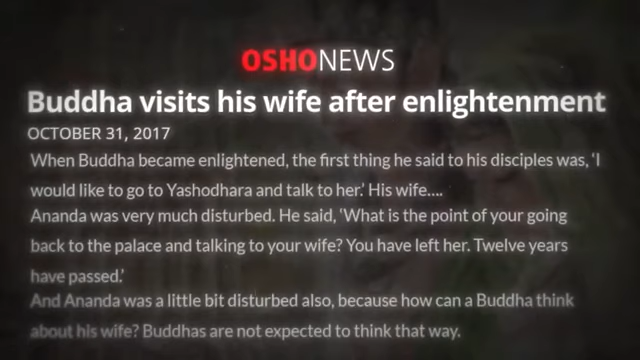 OSHONEWS
Buddha visits his wife after enlightenment
OCTOBER 31, 2017
When Buddha became enlightened, the first thing he said to his disciples was, ‘I
would like to go to Yashodhara and talk to her.’ His wife….
Ananda was very much disturbed. He said, ‘What is the point of your going
back to the palace and talking to your wife? You have left her. Twelve years
have passed.’
And Ananda was a little bit disturbed also, because how can a Buddha think
about his wife? Buddhas are not expected to think that way.